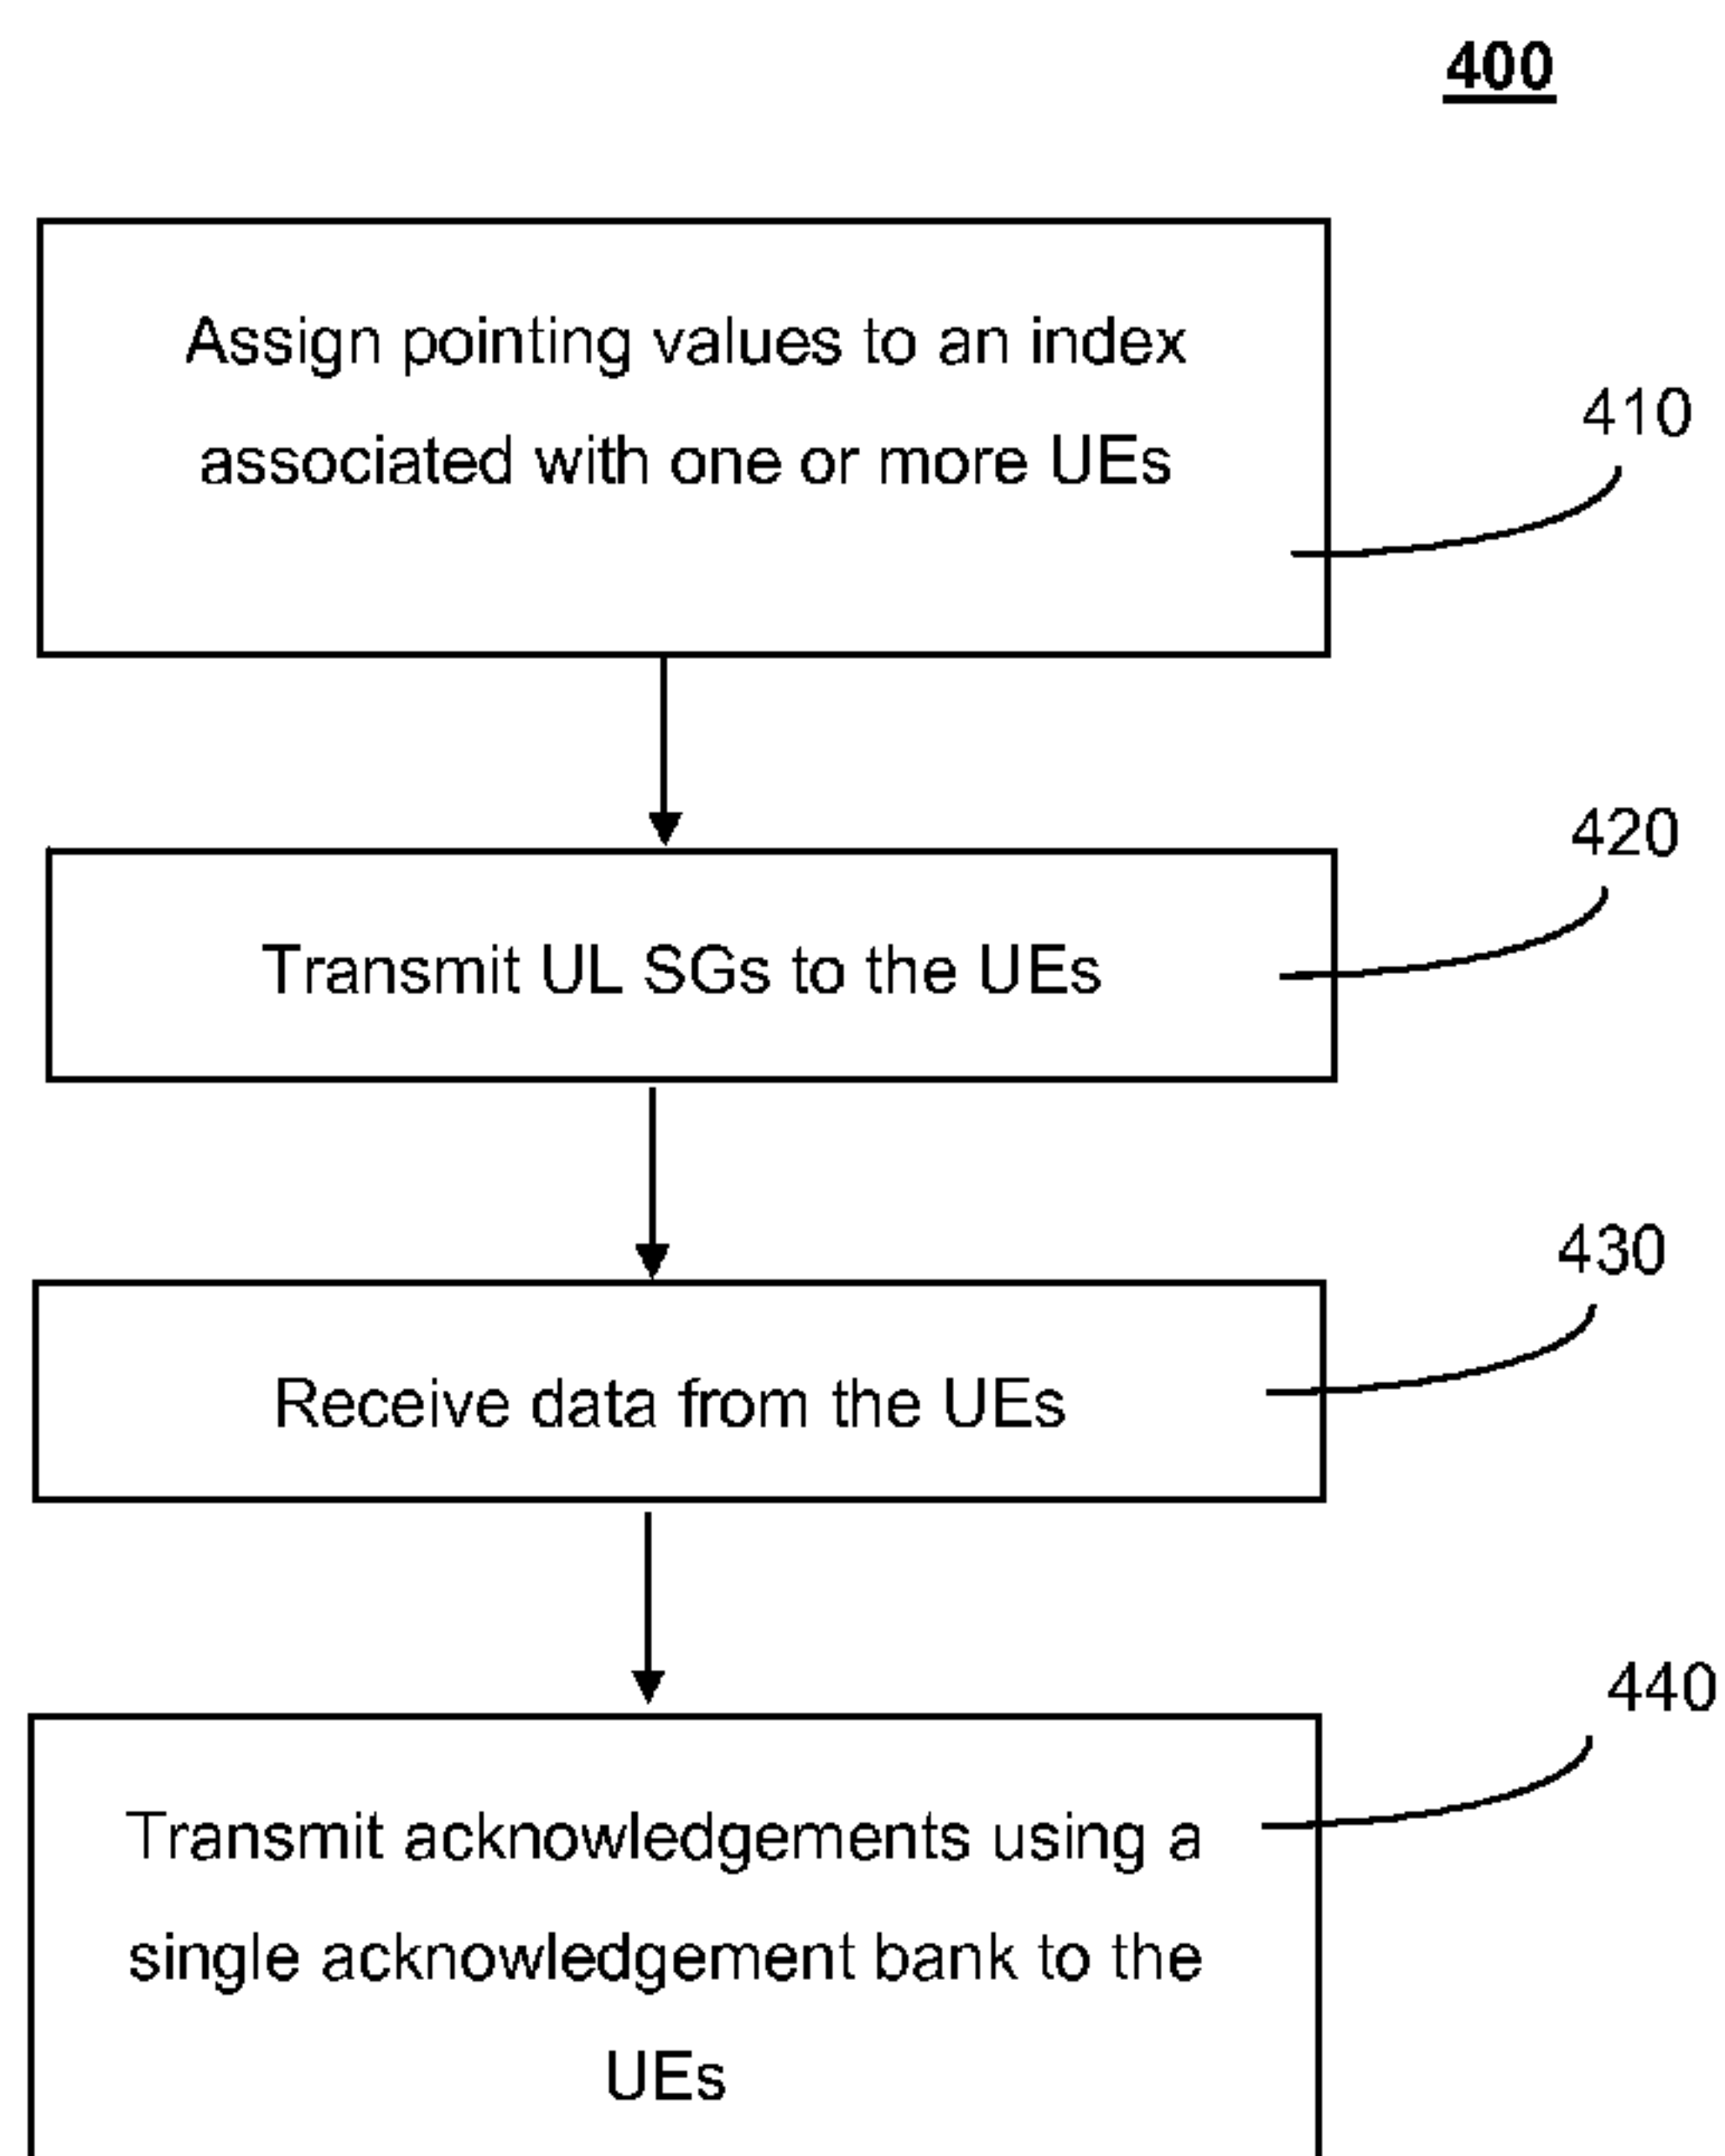 400
Assign pointing values to an index
associated with one or more UEs
410
420
Transmit UL SGs to the UEs
430
Receive data from the UEs
440
Transmit acknowledgements using a
single acknowledgement bank to the
UEs